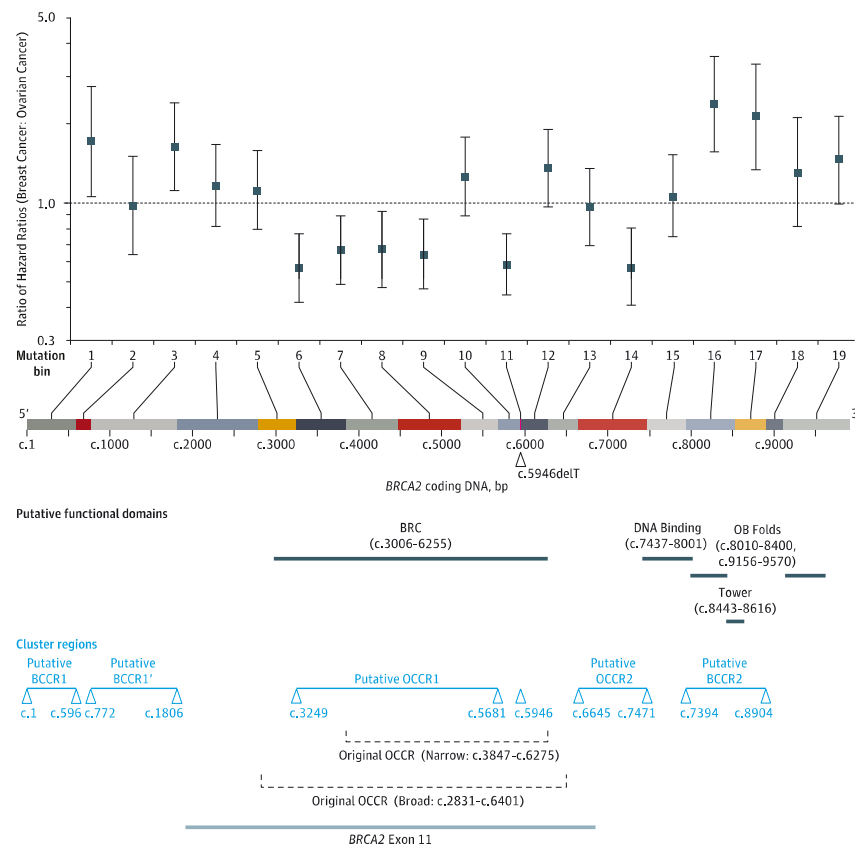 Ratio of Hazard Ratios (Breast Cancer: Ovarian Cancer)
5.0
1.0
0.3
Mutation bin
1 2 3 4 5 6 7 8 9 10 11 12 13 14 15 16 17 18 19
5′ 3
c.1 c.1000 c.2000 c.3000 c.4000 c.5000 c.6000 c.7000 c.8000 c.9000
c.5946delT
BRCA2 coding DNA, bp
Putative functional domains
BRC
(c.3006-6255)
DNA Binding
(c.7437-8001)
OB Folds
(c.8010-8400,
c.9156-9570)
Tower
(c.8443-8616)
Cluster regions
Putative
BCCR1
Putative
BCCR1′
Putative OCCR1
Putative
OCCR2
Putative
BCCR2
c.1 c.596 c.772 c.1806 c.3249 c.5681 c.5946 c.6645 c.7471 c.7394 c.8904
Original OCCR (Narrow: c.3847-c.6275)
Original OCCR (Broad: c.2831-c.6401)
BRCA2 Exon 11